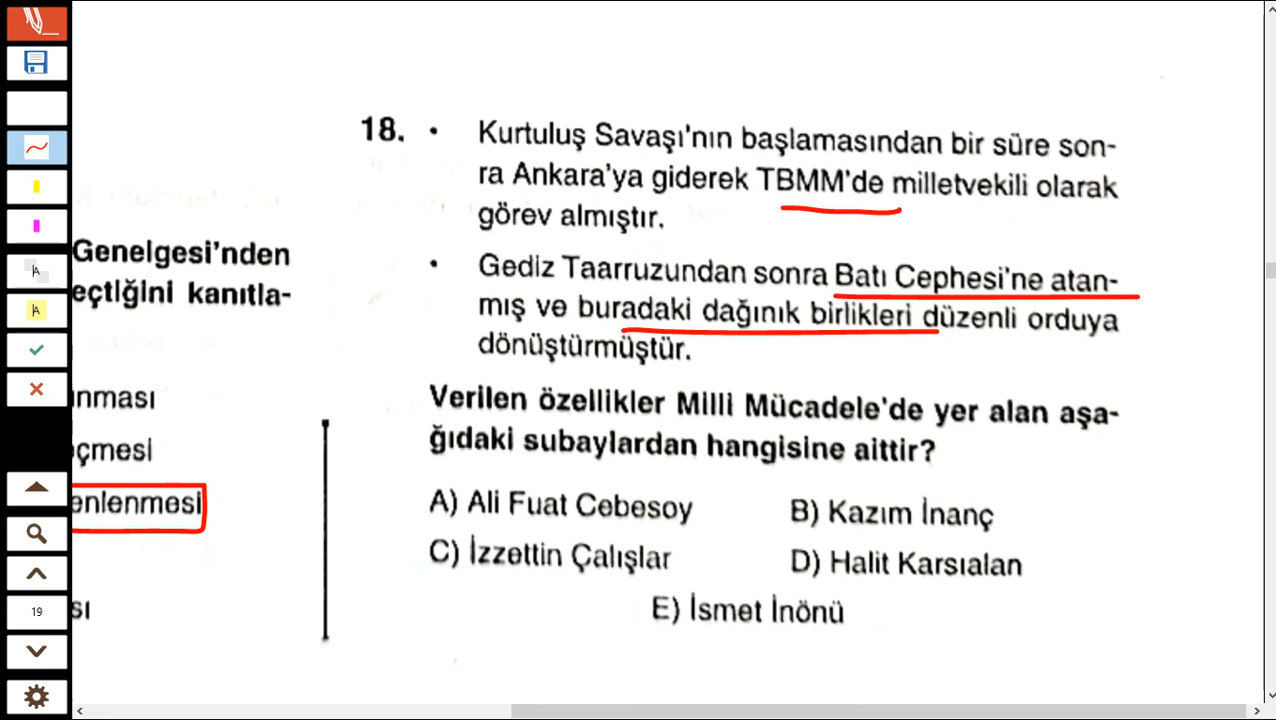 18. • Kurtuluş Savaşı'nın başlamasından bir süre son-
ra Ankara'ya giderek TBMM'de milletvekili olarak
görev almıştır.
• Gediz Taarruzundan sonra Batı Cephesi'ne atan-
mış ve buradaki dağınık birlikleri düzenli orduya
dönüştürmüştür.
Verilen özellikler Milli Mücadele'de yer alan aşa-
ğıdaki subaylardan hangisine aittir?
A) Ali Fuat Cebesoy
B) Kazım İnanç
C) İzzettin Çalışlar
D) Halit Karsıalan
E) İsmet İnönü
Genelgesi'nden
eçtiğini kanıtla-
nması
çmesi
enlenmesi
sı
A
A
19